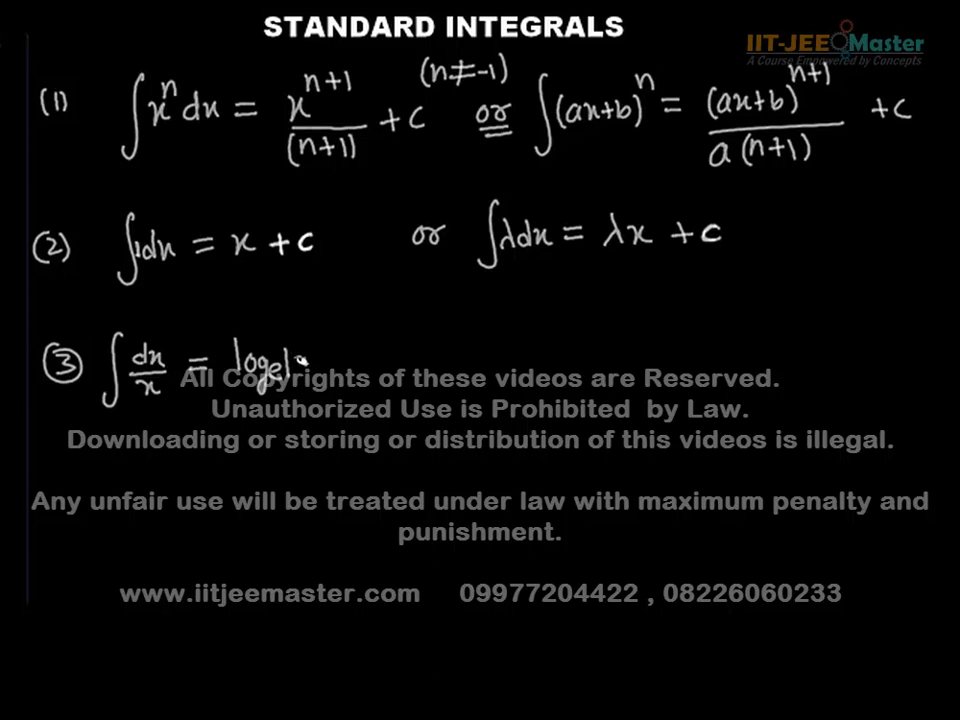 STANDARD INTEGRALS
IIT-JEE Master
A Course Empowered by Concepts
(1) ∫xⁿ dx = xⁿ⁺¹/(n+1) + c (n≠-1) or ∫(ax+b)ⁿ = (ax+b)ⁿ⁺¹/a(n+1) + c
(2) ∫1dx = x + c or ∫λdx = λx + c
③ ∫dx/x = logₑ|
All Copyrights of these videos are Reserved.
Unauthorized Use is Prohibited by Law.
Downloading or storing or distribution of this videos is illegal.
Any unfair use will be treated under law with maximum penalty and
punishment.
www.iitjeemaster.com 09977204422 , 08226060233